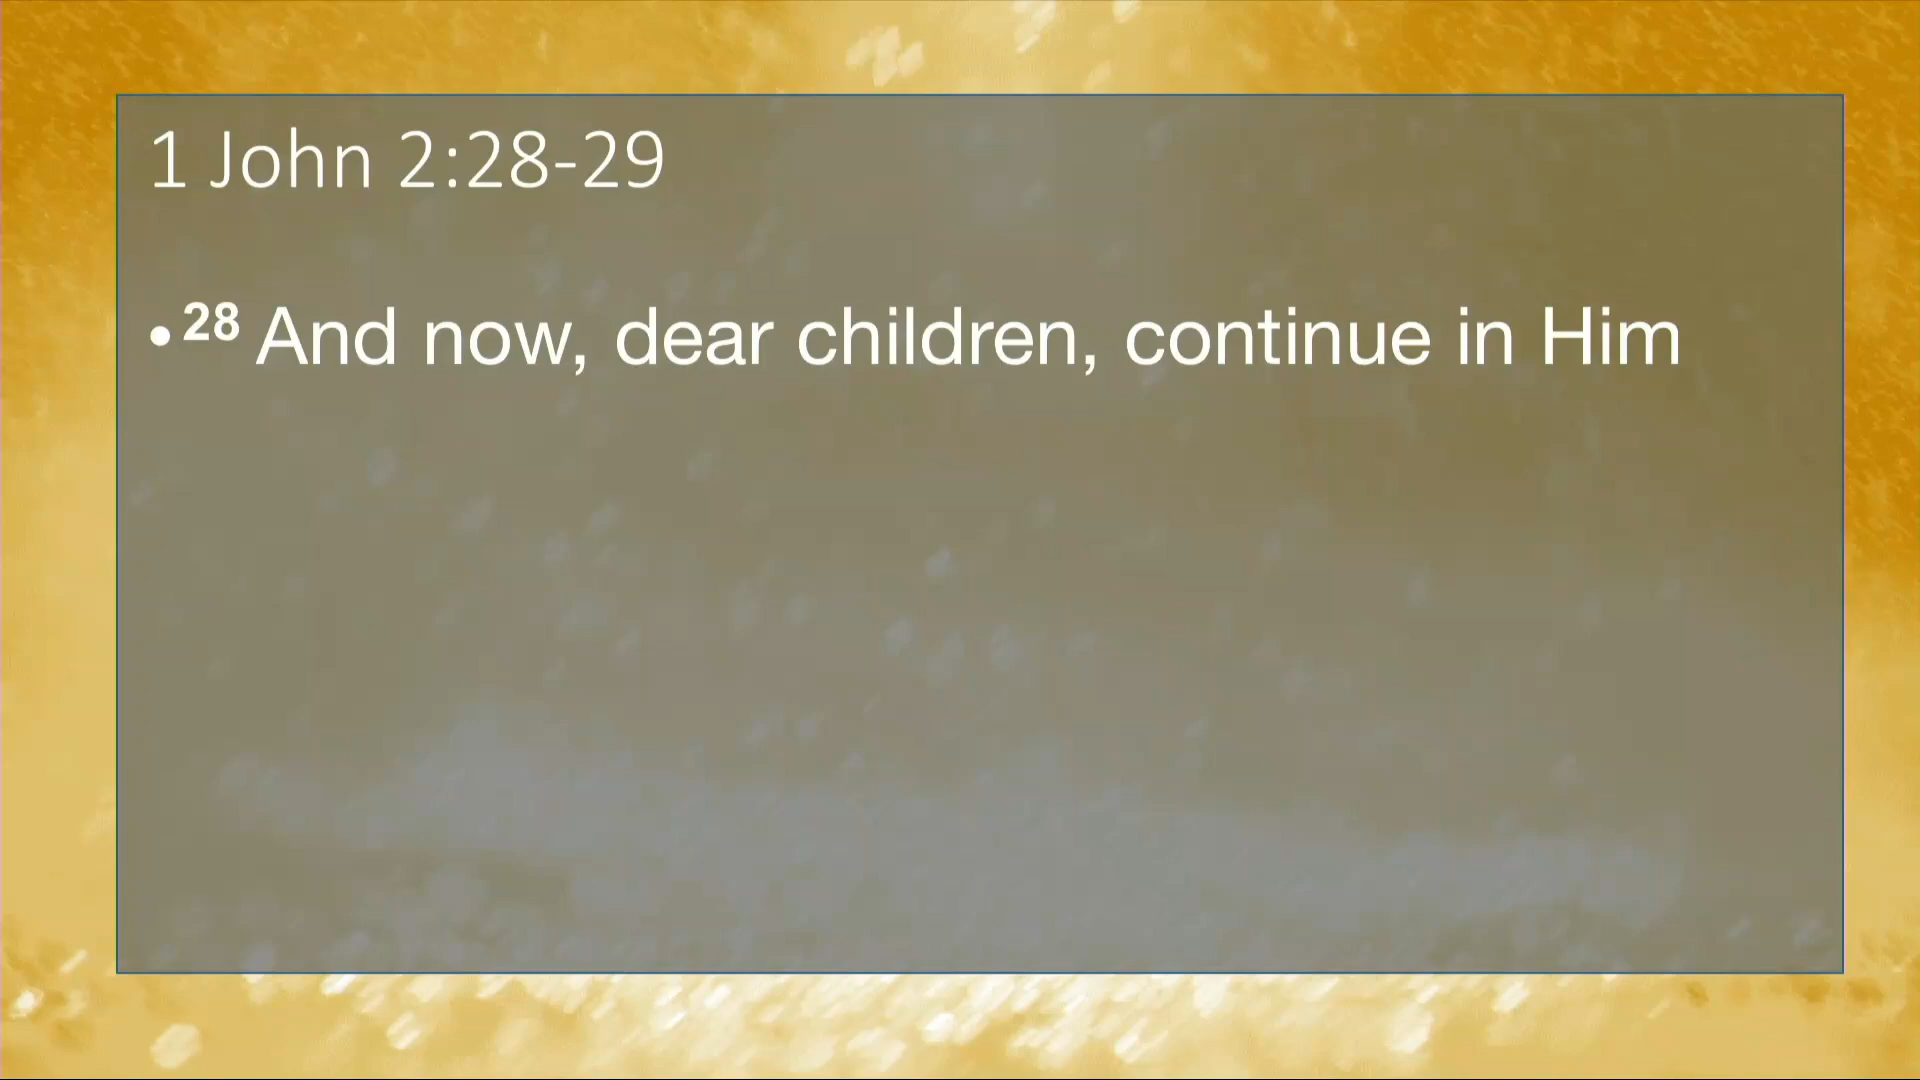 1 John 2:28-29
•28 And now, dear children, continue in Him